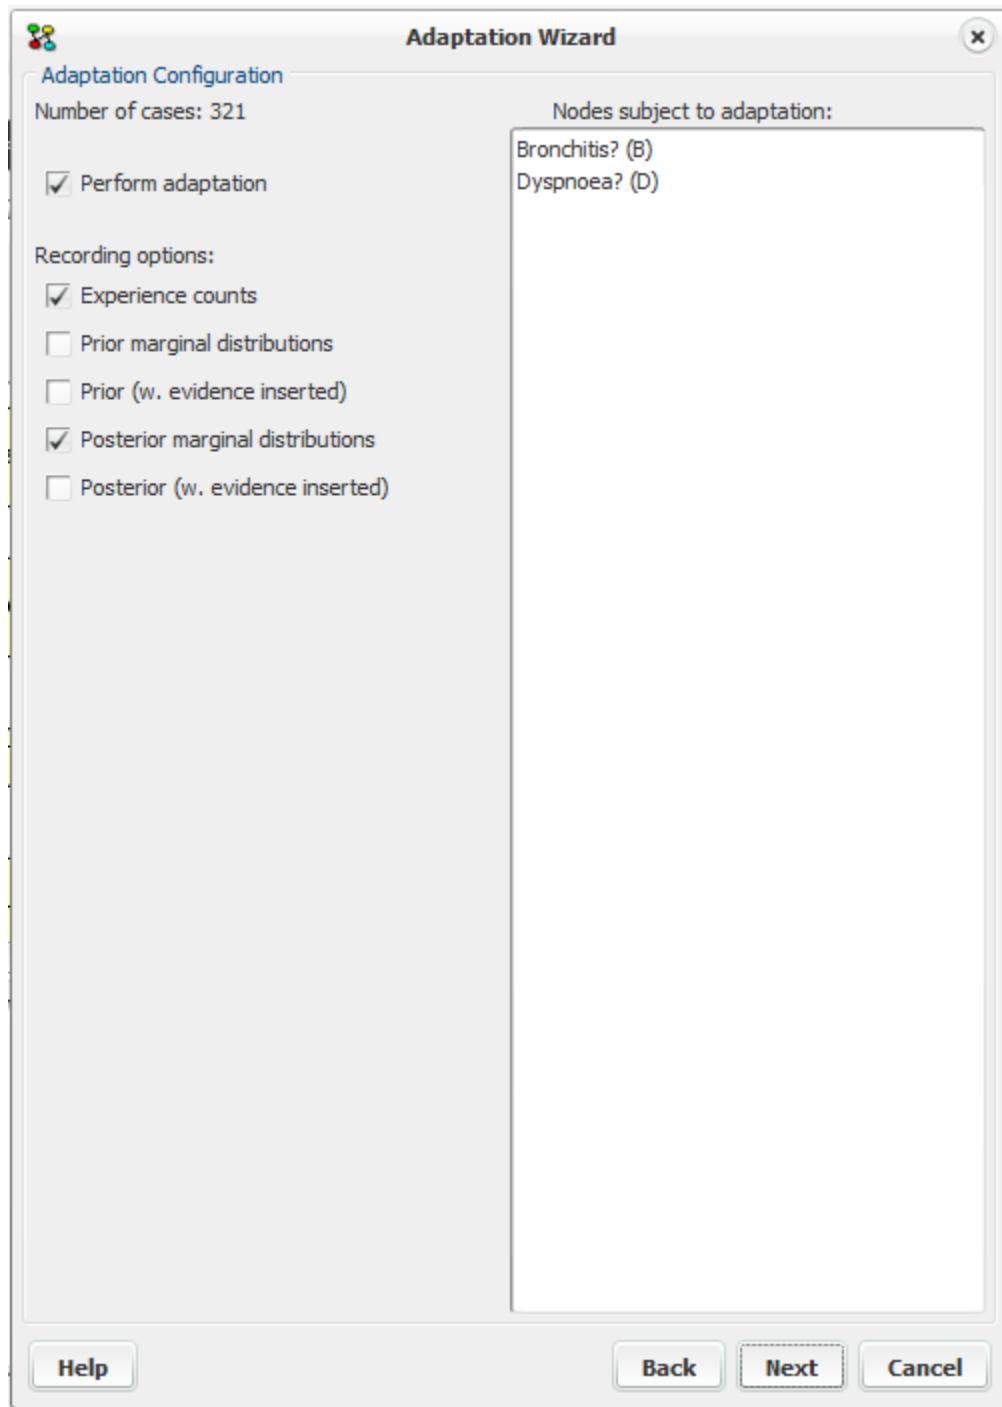 Adaptation Wizard
Adaptation Configuration
Number of cases: 321
Perform adaptation
Recording options:
Experience counts
Prior marginal distributions
Prior (w. evidence inserted)
Posterior marginal distributions
Posterior (w. evidence inserted)
Nodes subject to adaptation:
Bronchitis? (B)
Dyspnoea? (D)
Help
Back
Next
Cancel